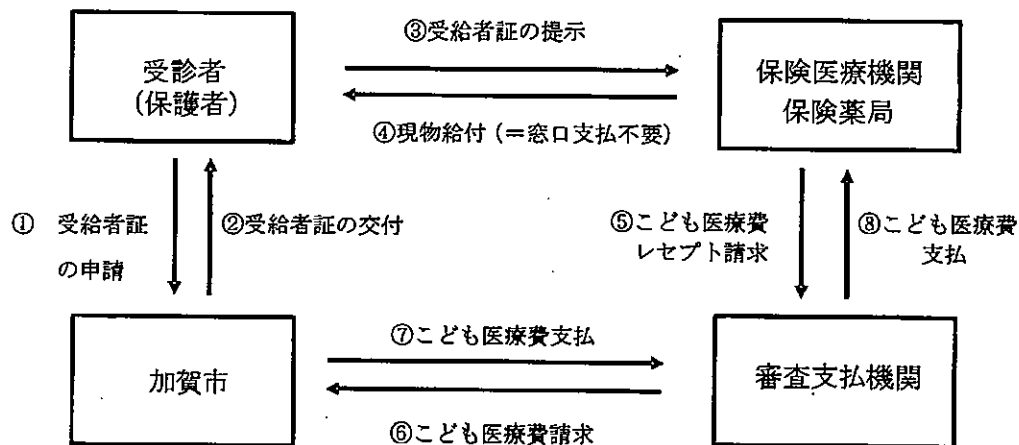 ③受給者証の提示
受診者
(保護者)
保険医療機関
保険薬局
④現物給付(＝窓口支払不要)
① 受給者証
の申請
②受給者証の交付
⑤こども医療費
レセプト請求
⑧こども医療費
支払
⑦こども医療費支払
加賀市
審査支払機関
⑥こども医療費請求